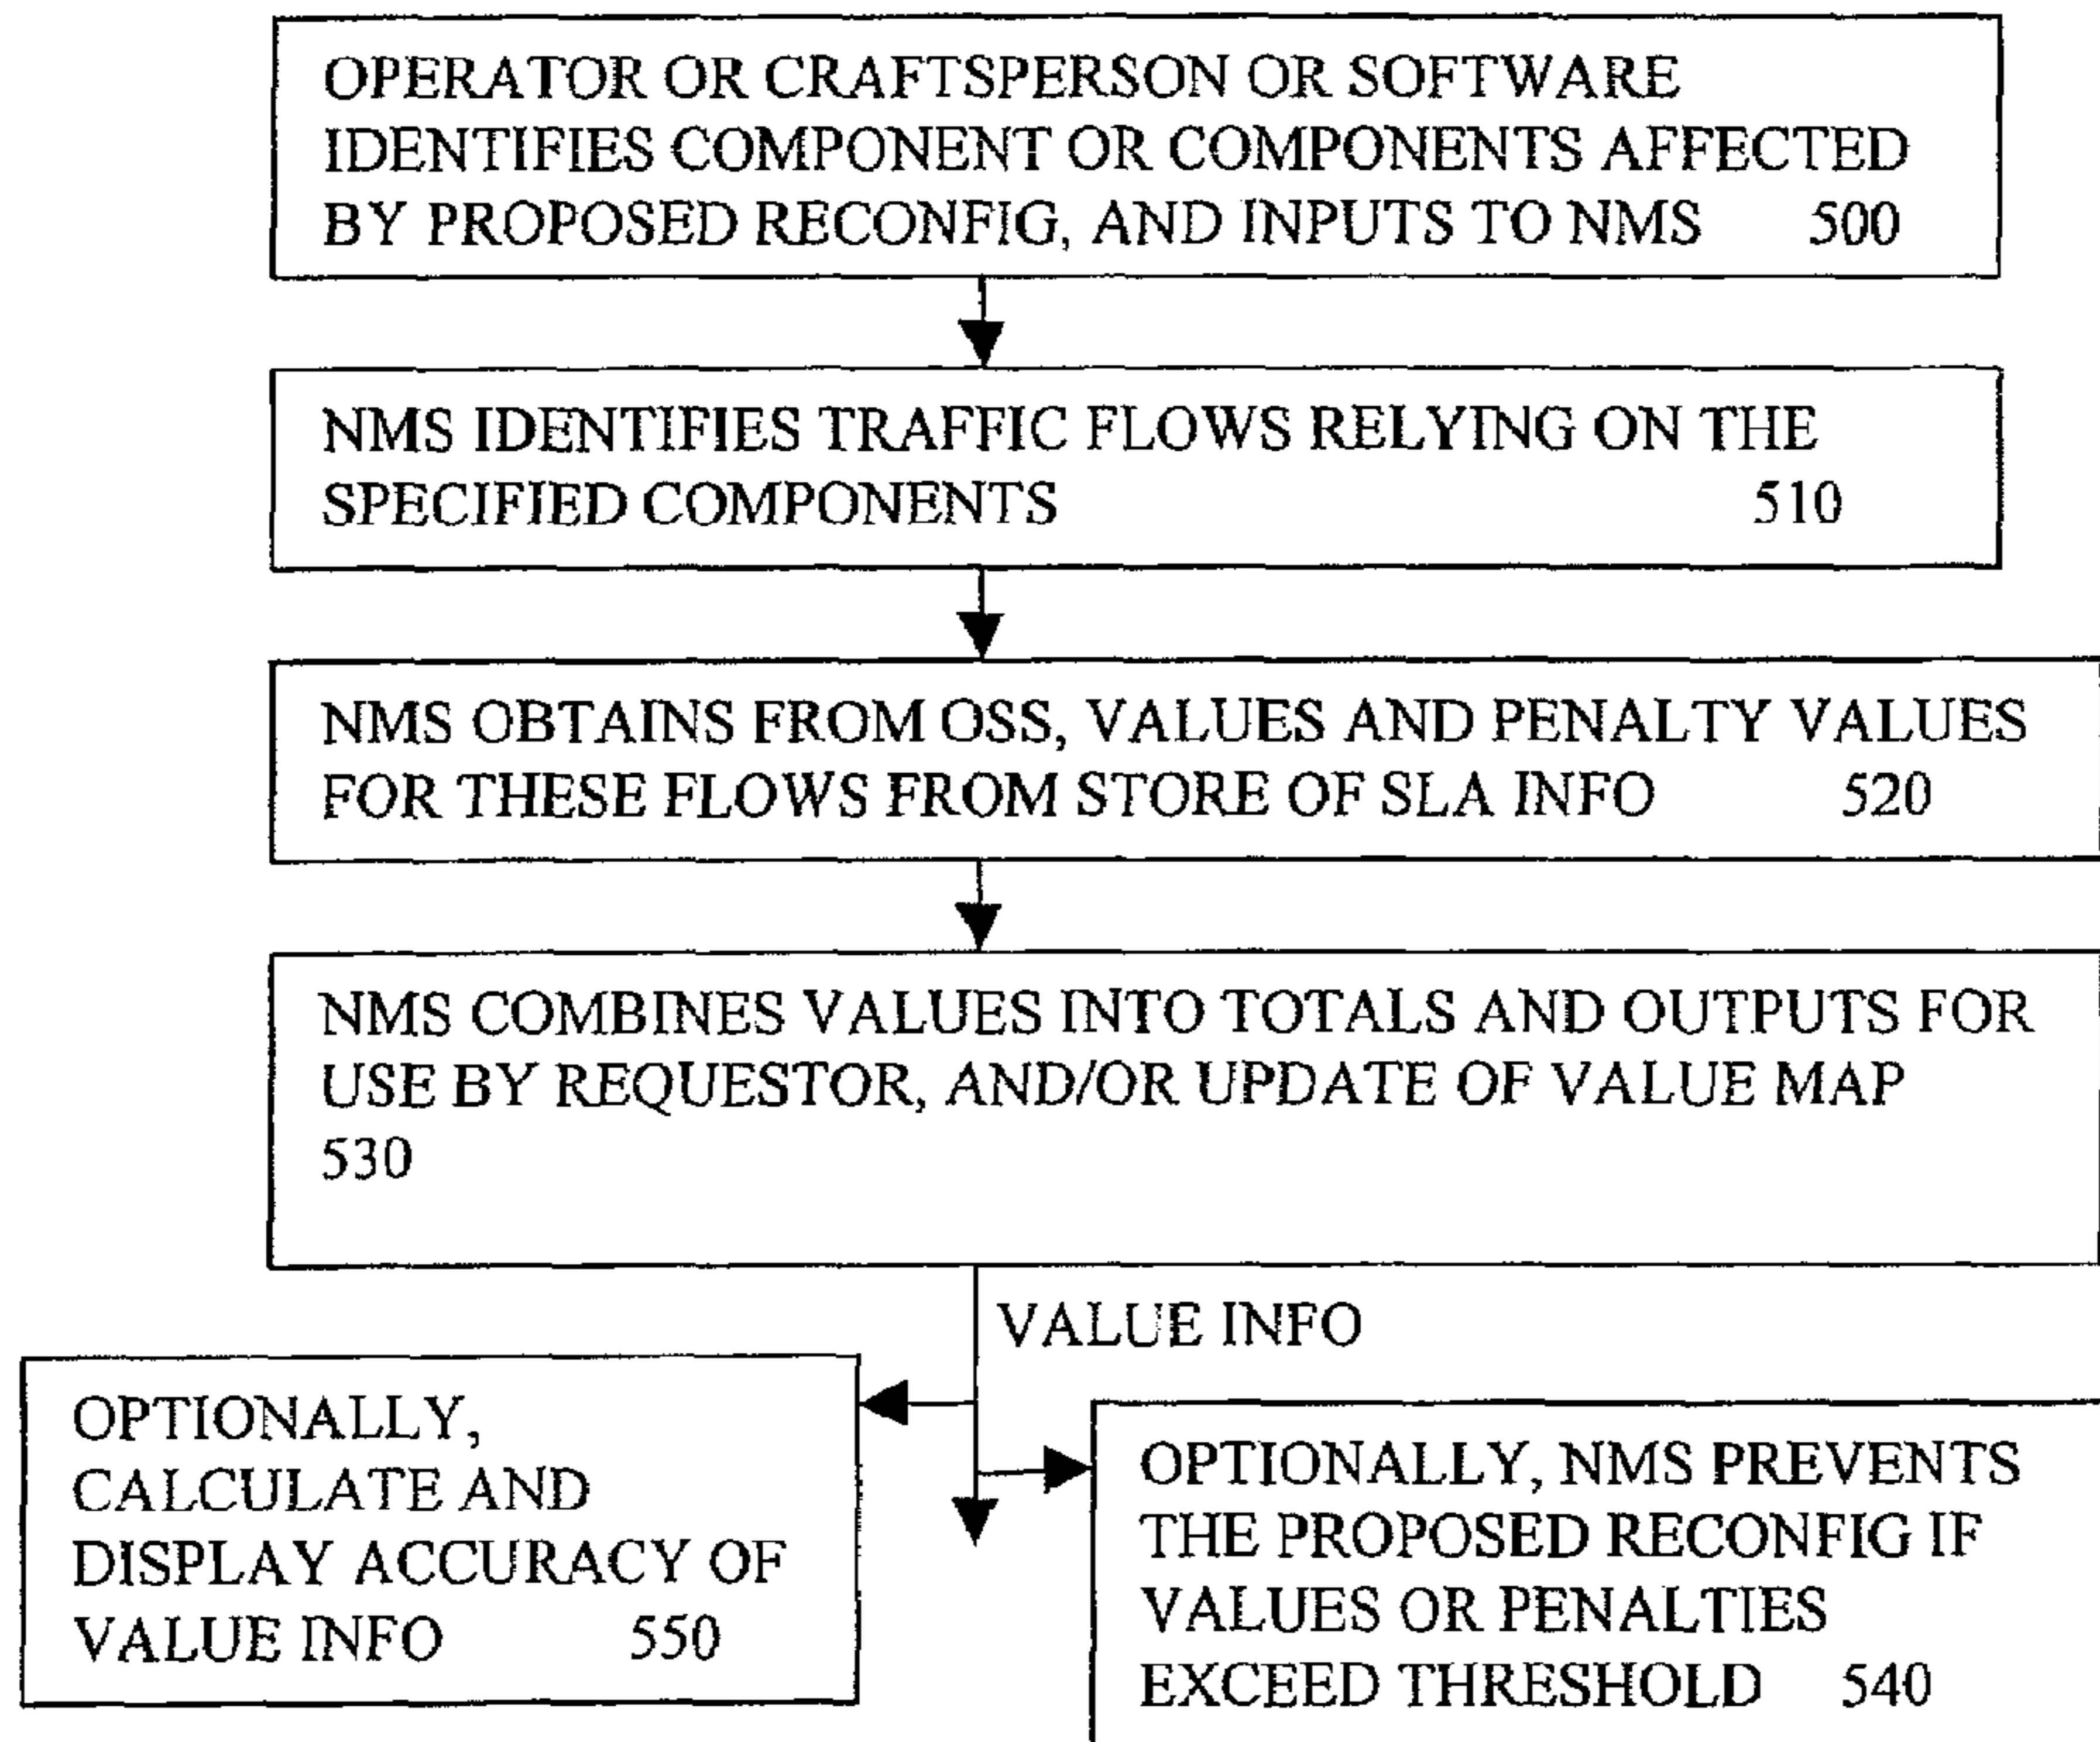 OPERATOR OR CRAFTSPERSON OR SOFTWARE
IDENTIFIES COMPONENT OR COMPONENTS AFFECTED
BY PROPOSED RECONFIG, AND INPUTS TO NMS 500
NMS IDENTIFIES TRAFFIC FLOWS RELYING ON THE
SPECIFIED COMPONENTS 510
NMS OBTAINS FROM OSS, VALUES AND PENALTY VALUES
FOR THESE FLOWS FROM STORE OF SLA INFO 520
NMS COMBINES VALUES INTO TOTALS AND OUTPUTS FOR
USE BY REQUESTOR, AND/OR UPDATE OF VALUE MAP
530
VALUE INFO
OPTIONALLY,
CALCULATE AND
DISPLAY ACCURACY OF
VALUE INFO 550
OPTIONALLY, NMS PREVENTS
THE PROPOSED RECONFIG IF
VALUES OR PENALTIES
EXCEED THRESHOLD 540